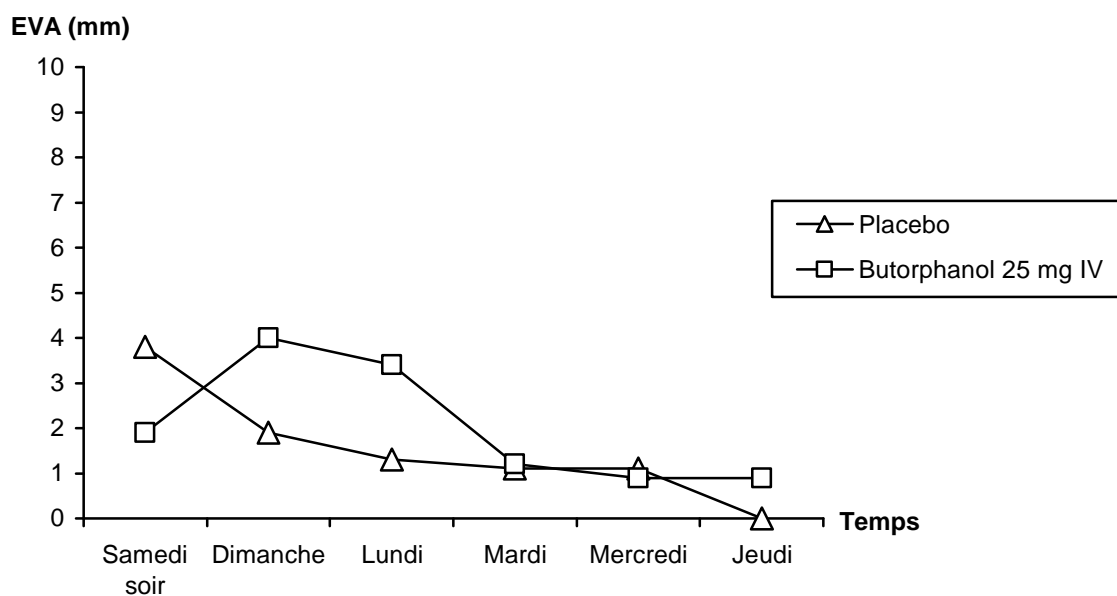 EVA (mm)
10
9
8
7
6
5
4
3
2
1
0
Placebo
Butorphanol 25 mg IV
Temps
Samedi soir
Dimanche
Lundi
Mardi
Mercredi
Jeudi